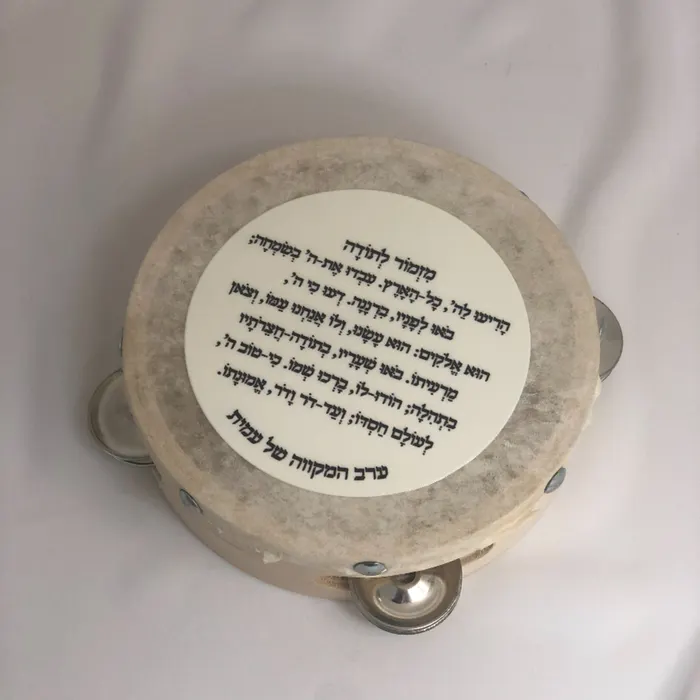 מִזְמוֹר לְתוֹדָה
הָרִיעוּ לַה', כָּל-הָאָרֶץ. עִבְדוּ אֶת-ה' בְּשִׂמְחָה;
בֹּאוּ לְפָנָיו, בִּרְנָנָה. דְּעוּ כִּי ה',
הוּא אֱלֹקִים: הוּא עָשָׂנוּ, וְלוֹ אֲנַחְנוּ עַמּוֹ, וְצֹאן
מַרְעִיתוֹ. בֹּאוּ שְׁעָרָיו, בְּתוֹדָה-חֲצֵרֹתָיו
בִּתְהִלָּה; הוֹדוּ-לוֹ, בָּרְכוּ שְׁמוֹ. כִּי-טוֹב ה',
לְעוֹלָם חַסְדּוֹ; וְעַד-דֹּר וָדֹר, אֱמוּנָתוֹ.
ערב המקווה של עמית